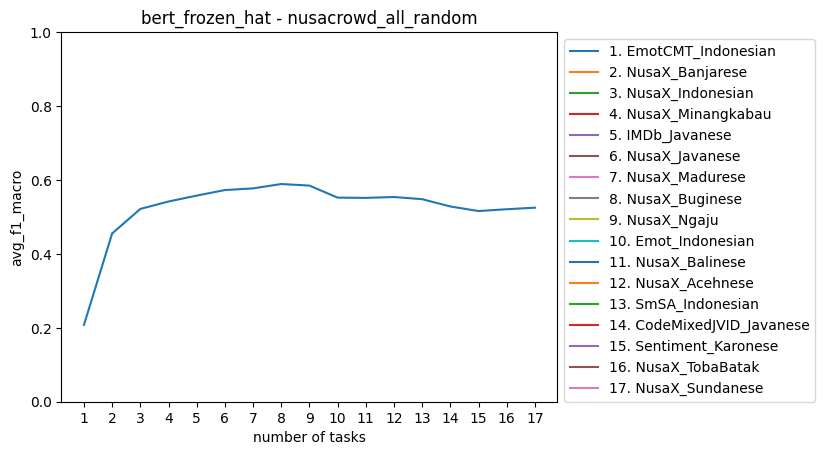 bert_frozen_hat - nusacrowd_all_random
1.0
0.8
0.6
0.4
0.2
0.0
avg_f1_macro
1 2 3 4 5 6 7 8 9 10 11 12 13 14 15 16 17
number of tasks
1. EmotCMT_Indonesian
2. NusaX_Banjarese
3. NusaX_Indonesian
4. NusaX_Minangkabau
5. IMDb_Javanese
6. NusaX_Javanese
7. NusaX_Madurese
8. NusaX_Buginese
9. NusaX_Ngaju
10. Emot_Indonesian
11. NusaX_Balinese
12. NusaX_Acehnese
13. SmSA_Indonesian
14. CodeMixedJVID_Javanese
15. Sentiment_Karonese
16. NusaX_TobaBatak
17. NusaX_Sundanese